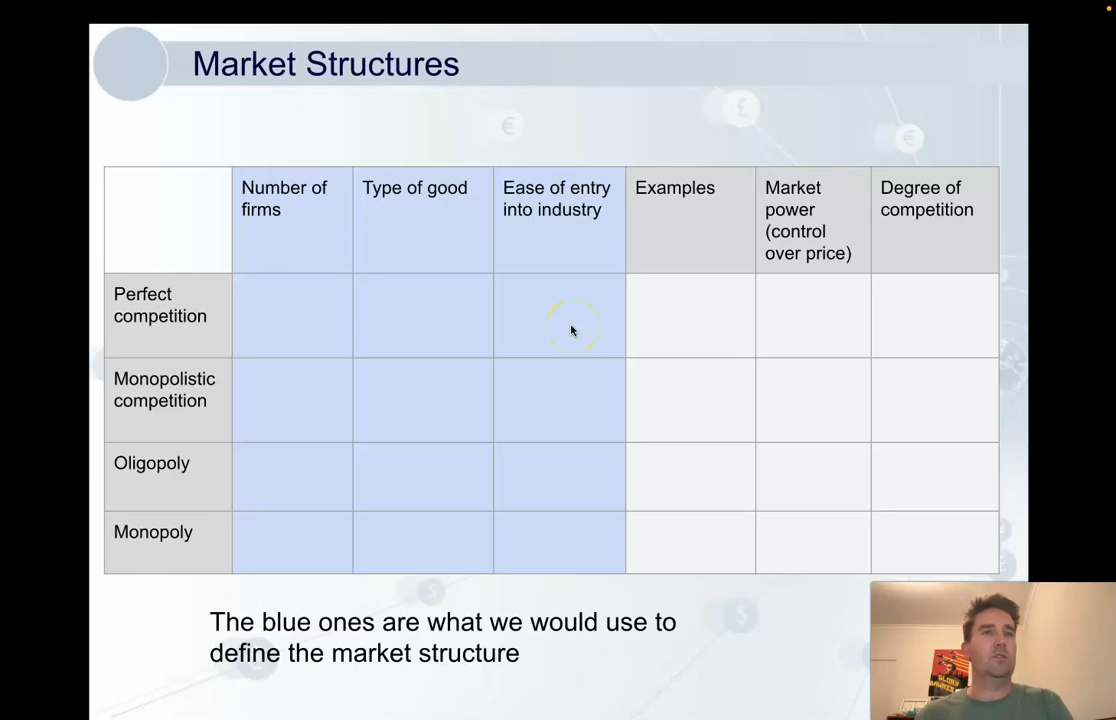 Market Structures
Number of
firms
Type of good
Ease of entry
into industry
Examples
Market
power
(control
over price)
Degree of
competition
Perfect
competition
Monopolistic
competition
Oligopoly
Monopoly
The blue ones are what we would use to
define the market structure
€
£
€
$
$